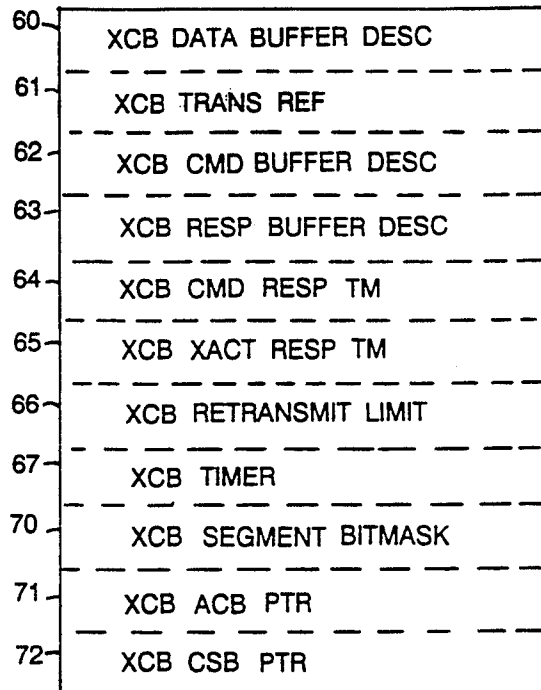 60 XCB DATA BUFFER DESC
61 XCB TRANS REF
62 XCB CMD BUFFER DESC
63 XCB RESP BUFFER DESC
64 XCB CMD RESP TM
65 XCB XACT RESP TM
66 XCB RETRANSMIT LIMIT
67 XCB TIMER
70 XCB SEGMENT BITMASK
71 XCB ACB PTR
72 XCB CSB PTR